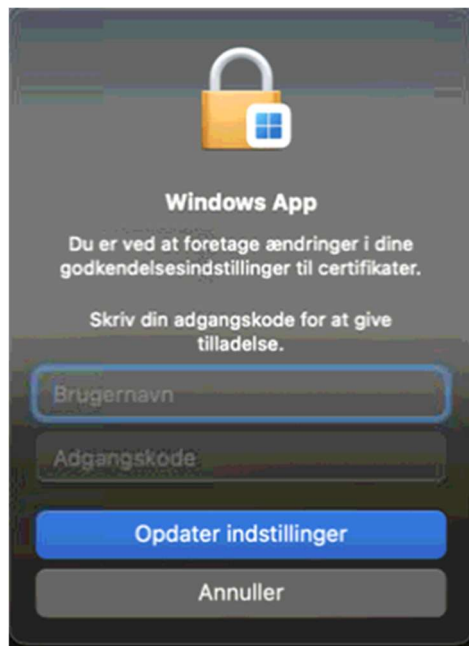 Windows App
Du er ved at foretage ændringer i dine
godkendelsesindstillinger til certifikater.
Skriv din adgangskode for at give
tilladelse.
Brugernavn
Adgangskode
Opdater indstillinger
Annuller